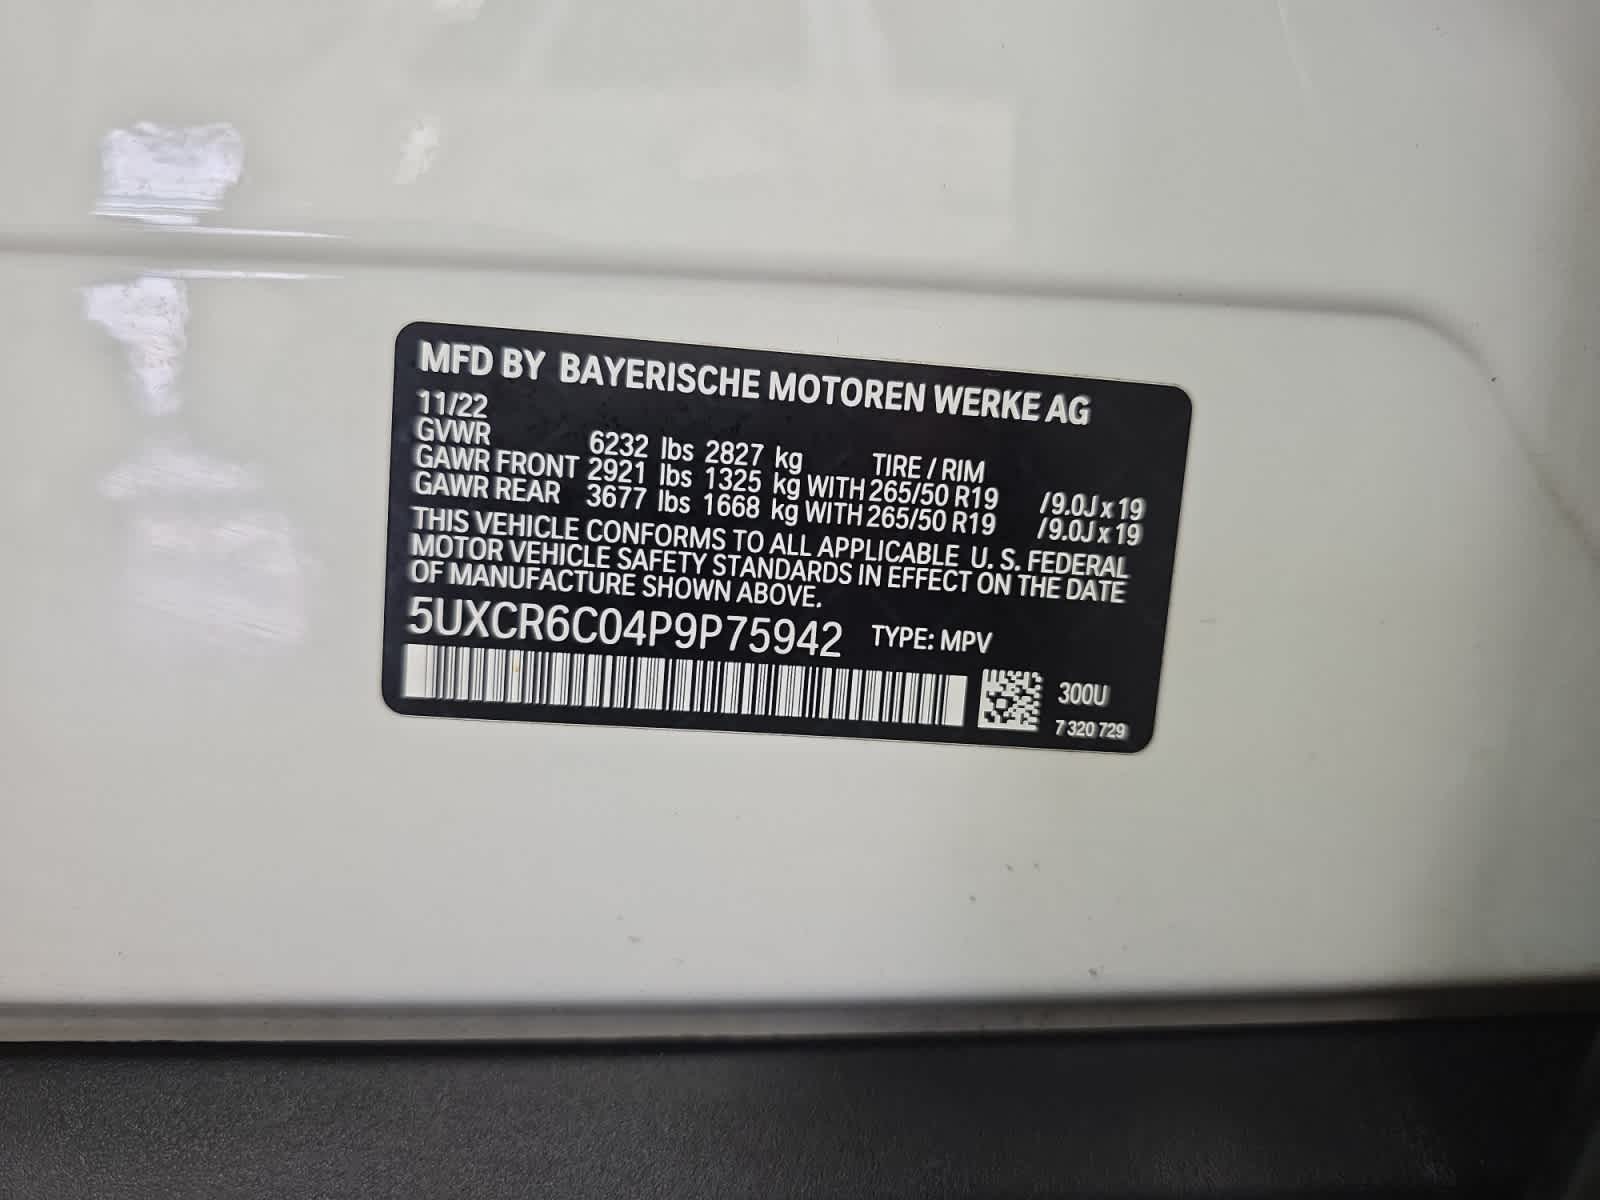 MFD BY BAYERISCHE MOTOREN WERKE AG
11/22
GVWR 6232 lbs 2827 kg TIRE / RIM
GAWR FRONT 2921 lbs 1325 kg WITH 265/50 R19 /9.0J x 19
GAWR REAR 3677 lbs 1668 kg WITH 265/50 R19 /9.0J x 19
THIS VEHICLE CONFORMS TO ALL APPLICABLE U. S. FEDERAL
MOTOR VEHICLE SAFETY STANDARDS IN EFFECT ON THE DATE
OF MANUFACTURE SHOWN ABOVE.
5UXCR6C04P9P75942 TYPE: MPV
300U
7 320 729